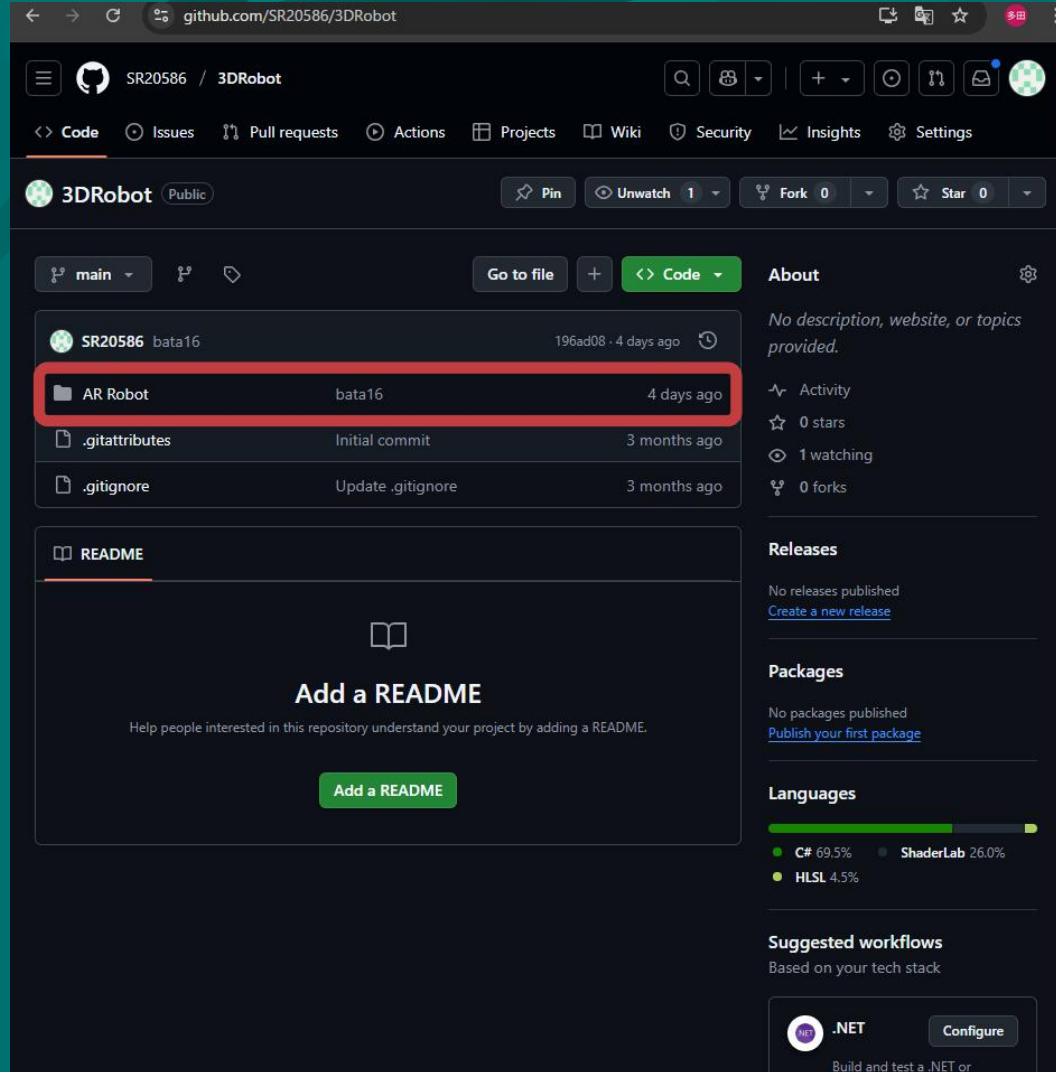 github.com/SR20586/3DRobot
多田
SR20586 / 3DRobot
Code Issues Pull requests Actions Projects Wiki Security Insights Settings
3DRobot Public
Pin Unwatch 1 Fork 0 Star 0
main
Go to file
Code
SR20586 bata16 196ad08 · 4 days ago
AR Robot bata16 4 days ago
.gitattributes Initial commit 3 months ago
.gitignore Update .gitignore 3 months ago
README
Add a README
Help people interested in this repository understand your project by adding a README.
Add a README
About
No description, website, or topics
provided.
Activity
0 stars
1 watching
0 forks
Releases
No releases published
Create a new release
Packages
No packages published
Publish your first package
Languages
C# 69.5% ShaderLab 26.0%
HLSL 4.5%
Suggested workflows
Based on your tech stack
.NET
.NET
Configure
Build and test a .NET or